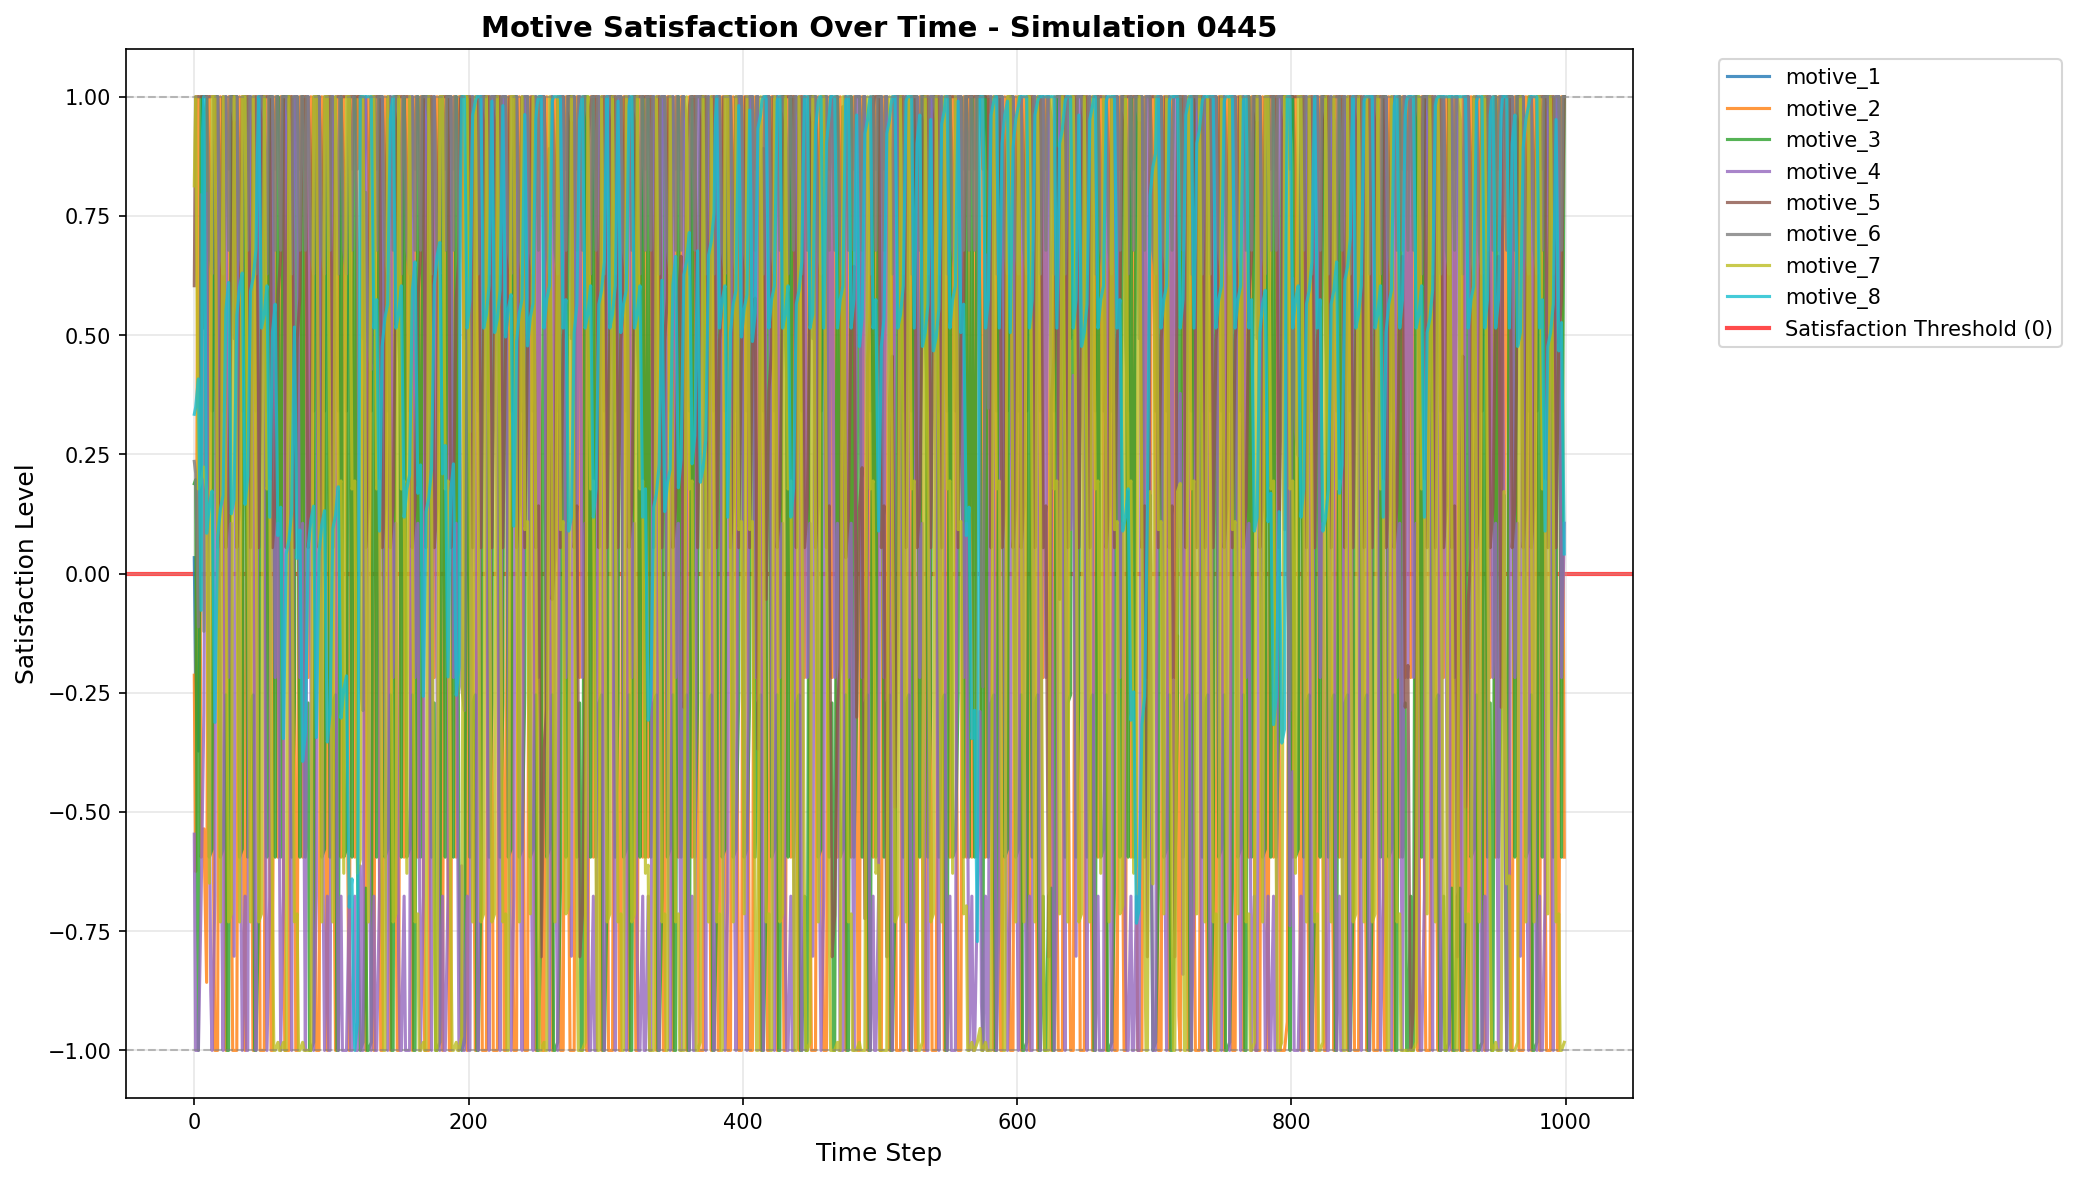 Motive Satisfaction Over Time - Simulation 0445
1.00
0.75
0.50
0.25
0.00
−0.25
−0.50
−0.75
−1.00
Satisfaction Level
0 200 400 600 800 1000
Time Step
motive_1
motive_2
motive_3
motive_4
motive_5
motive_6
motive_7
motive_8
Satisfaction Threshold (0)